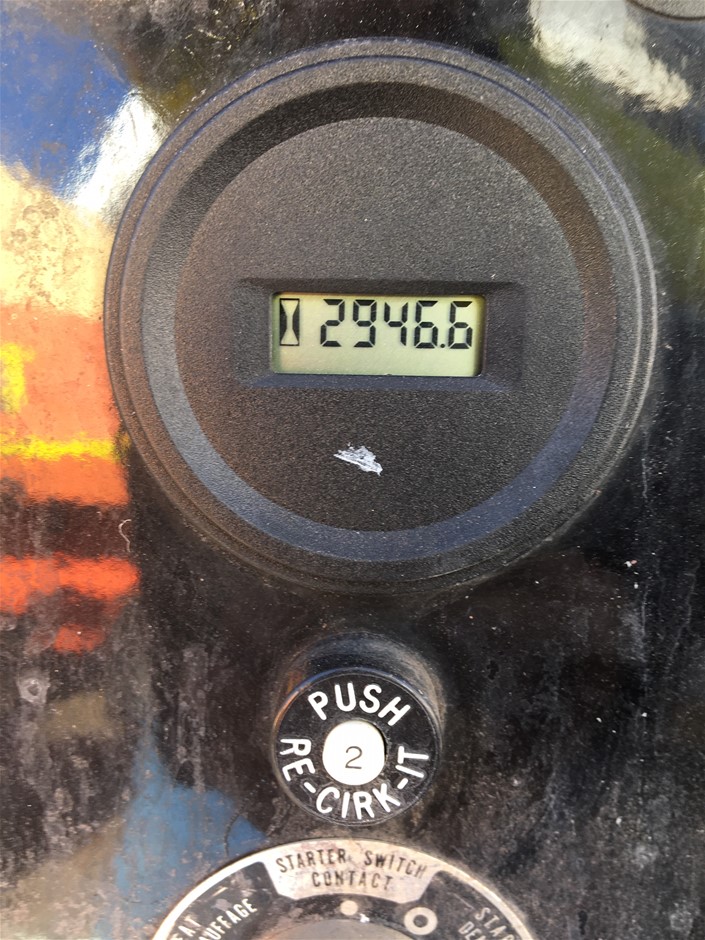 2946.6
PUSH
2
RE-CIRK-IT
STARTER SWITCH
CONTACT